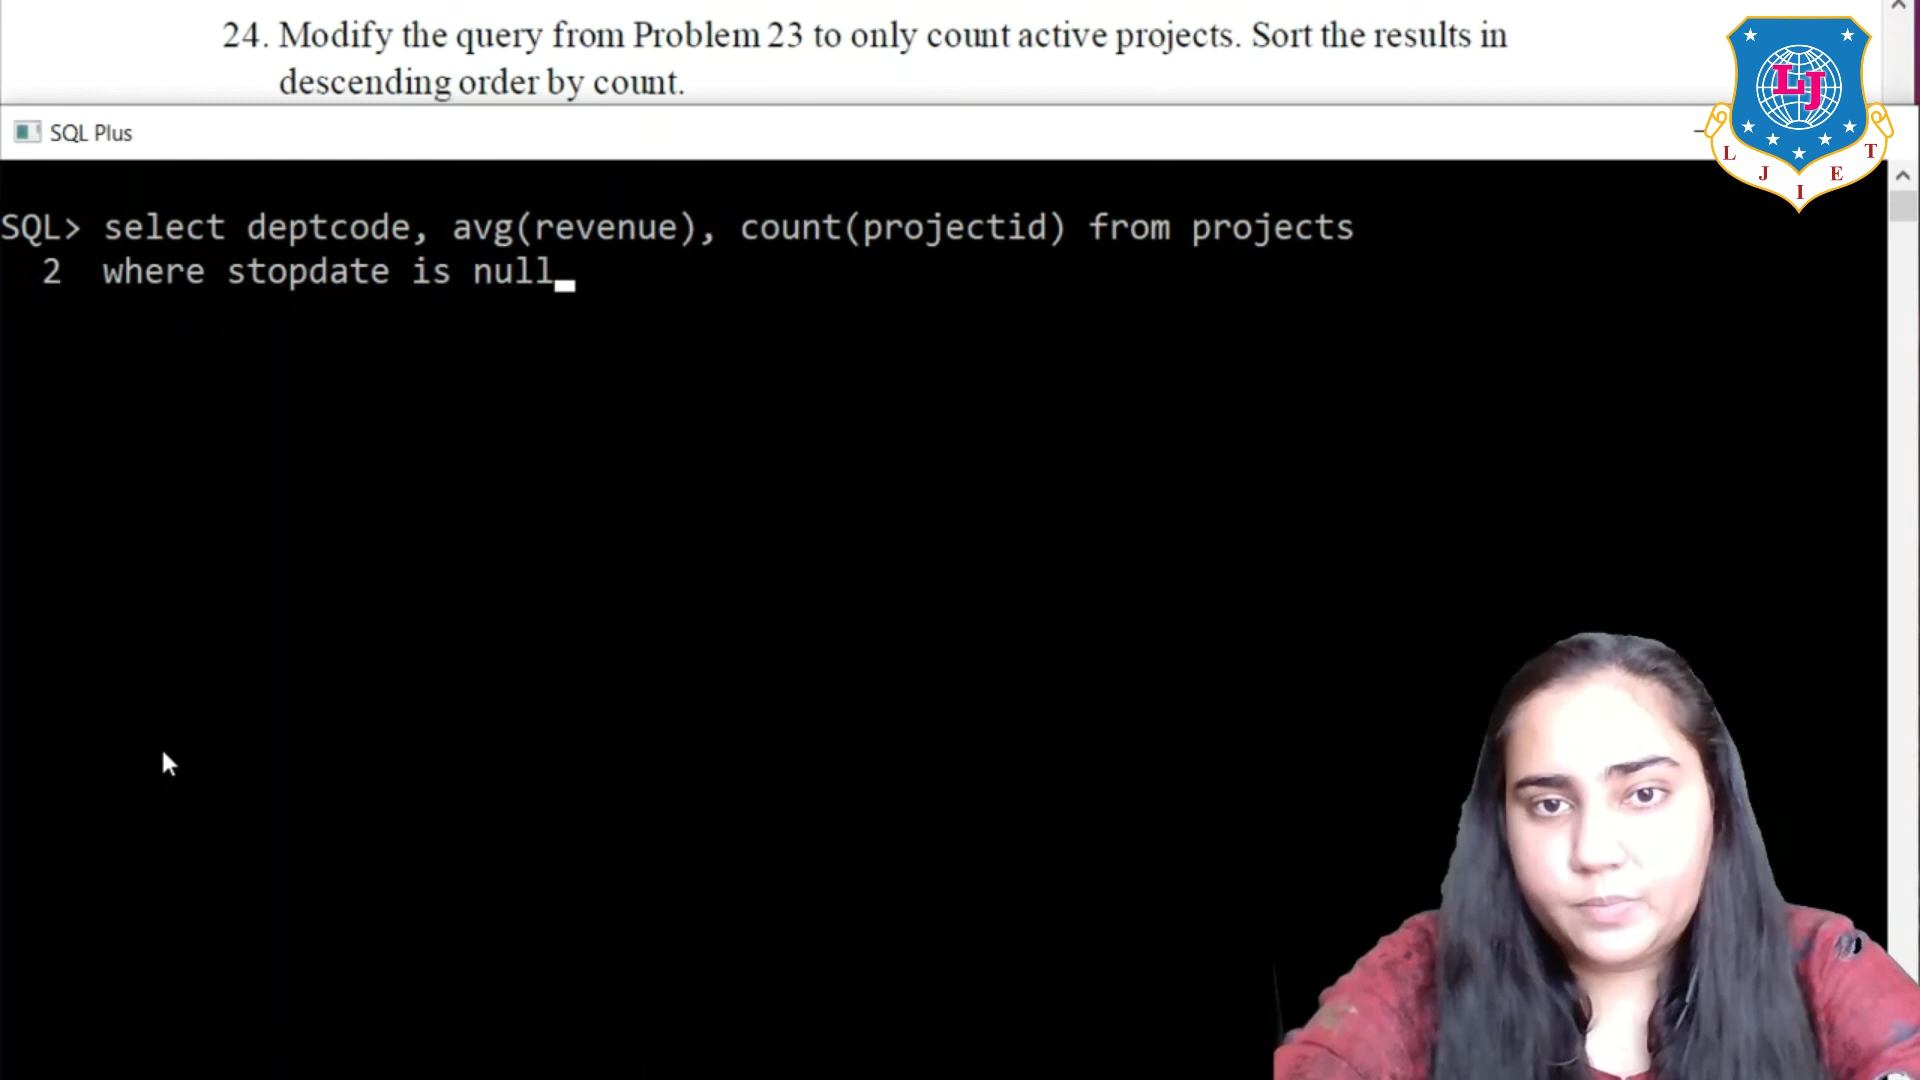 24. Modify the query from Problem 23 to only count active projects. Sort the results in
descending order by count.
SQL Plus
LJ
L J I E T
SQL> select deptcode, avg(revenue), count(projectid) from projects
2 where stopdate is null